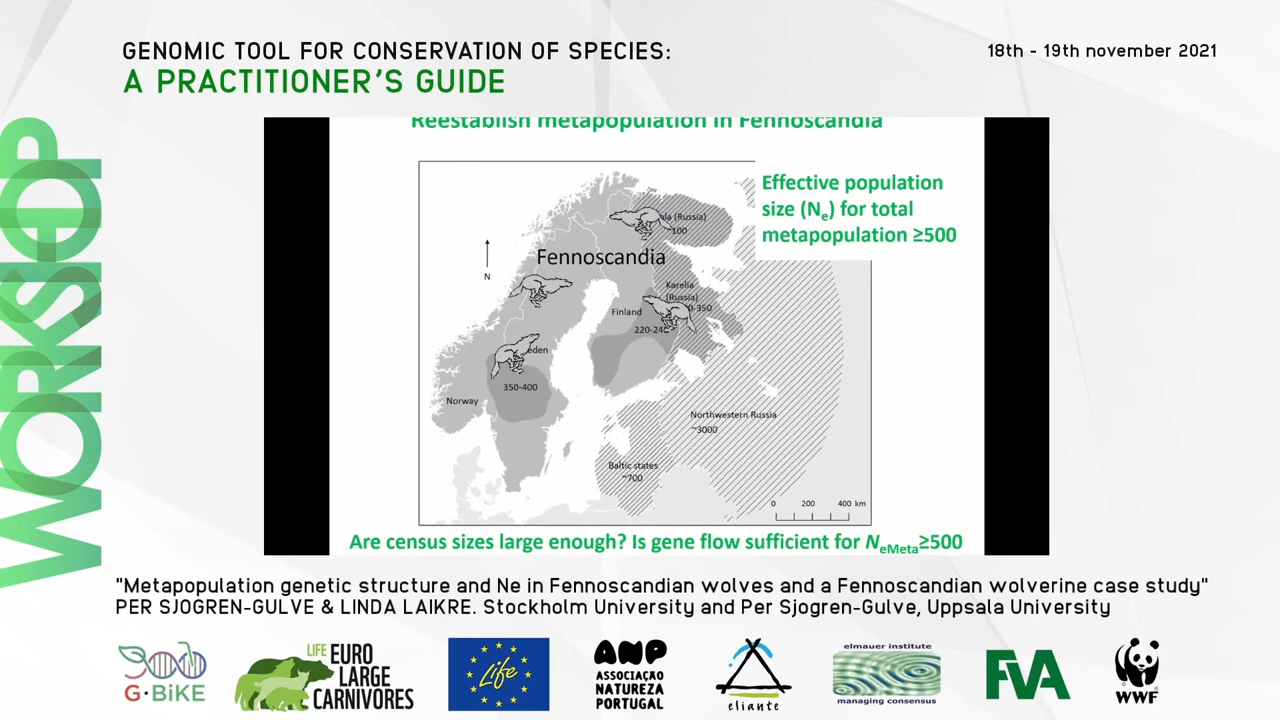 GENOMIC TOOL FOR CONSERVATION OF SPECIES:
A PRACTITIONER'S GUIDE
18th - 19th november 2021
WORKSHOP
Reestablish metapopulation in Fennoscandia
Effective population
size (Ne) for total
metapopulation ≥500
(Russia)
100
N
Fennoscandia
Karelia
(Russia)
Finland
0-350
220-24
eden
350-400
Norway
Northwestern Russia
~3000
Baltic states
~700
0 200 400 km
Are census sizes large enough? Is gene flow sufficient for NeMeta≥500
"Metapopulation genetic structure and Ne in Fennoscandian wolves and a Fennoscandian wolverine case study"
PER SJOGREN-GULVE & LINDA LAIKRE. Stockholm University and Per Sjogren-Gulve, Uppsala University
G·BiKE
LIFE EURO
LARGE
CARNIVORES
Life
ANP
ASSOCIAÇÃO
NATUREZA
PORTUGAL
eliante
elmauer institute
managing consensus
FVA
WWF